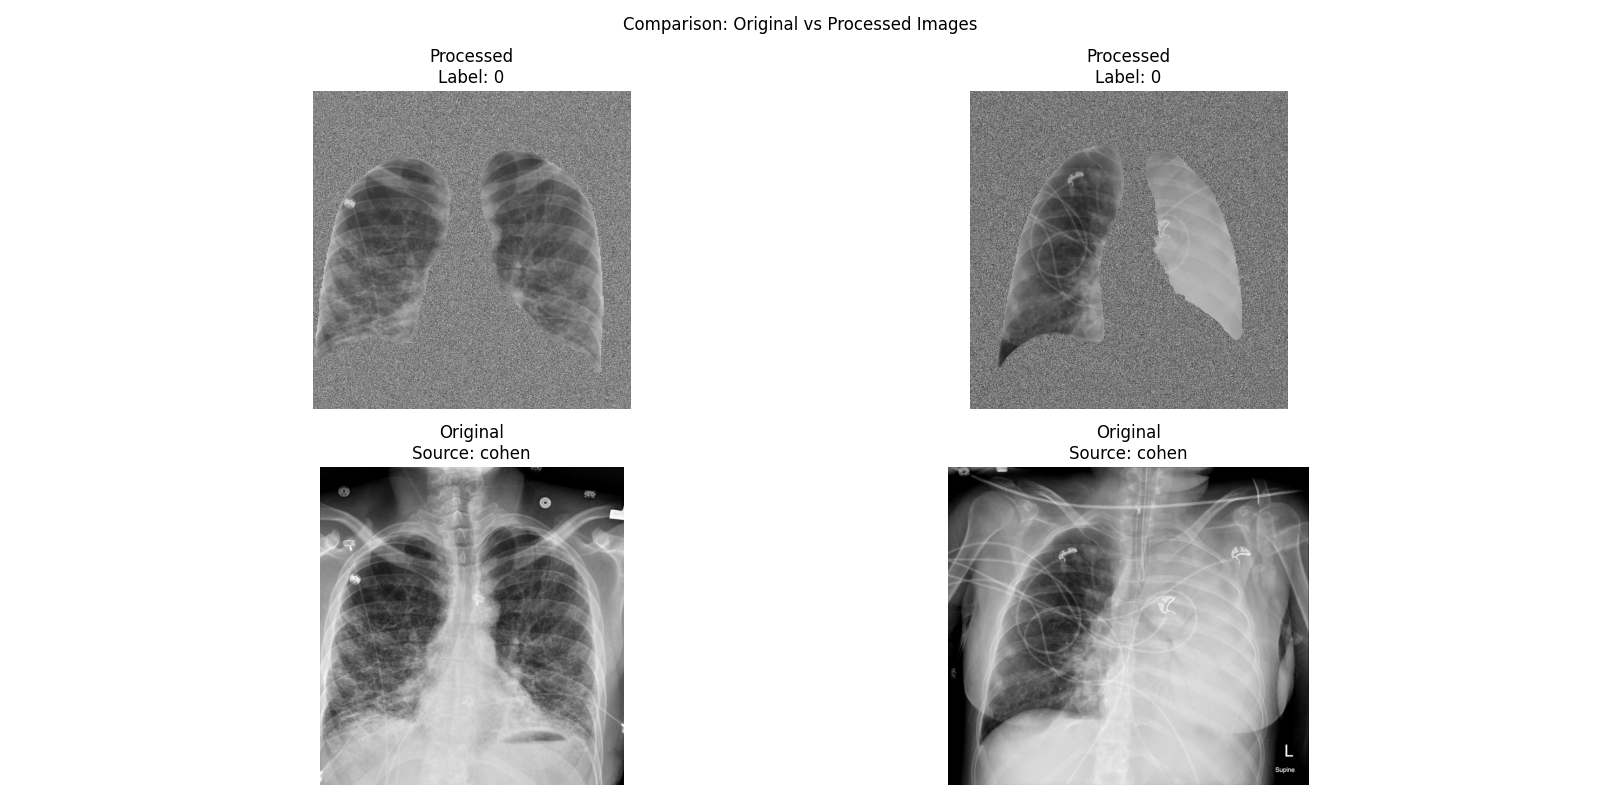 Comparison: Original vs Processed Images
Processed
Label: 0
Processed
Label: 0
Original
Source: cohen
Original
Source: cohen
L
Supine